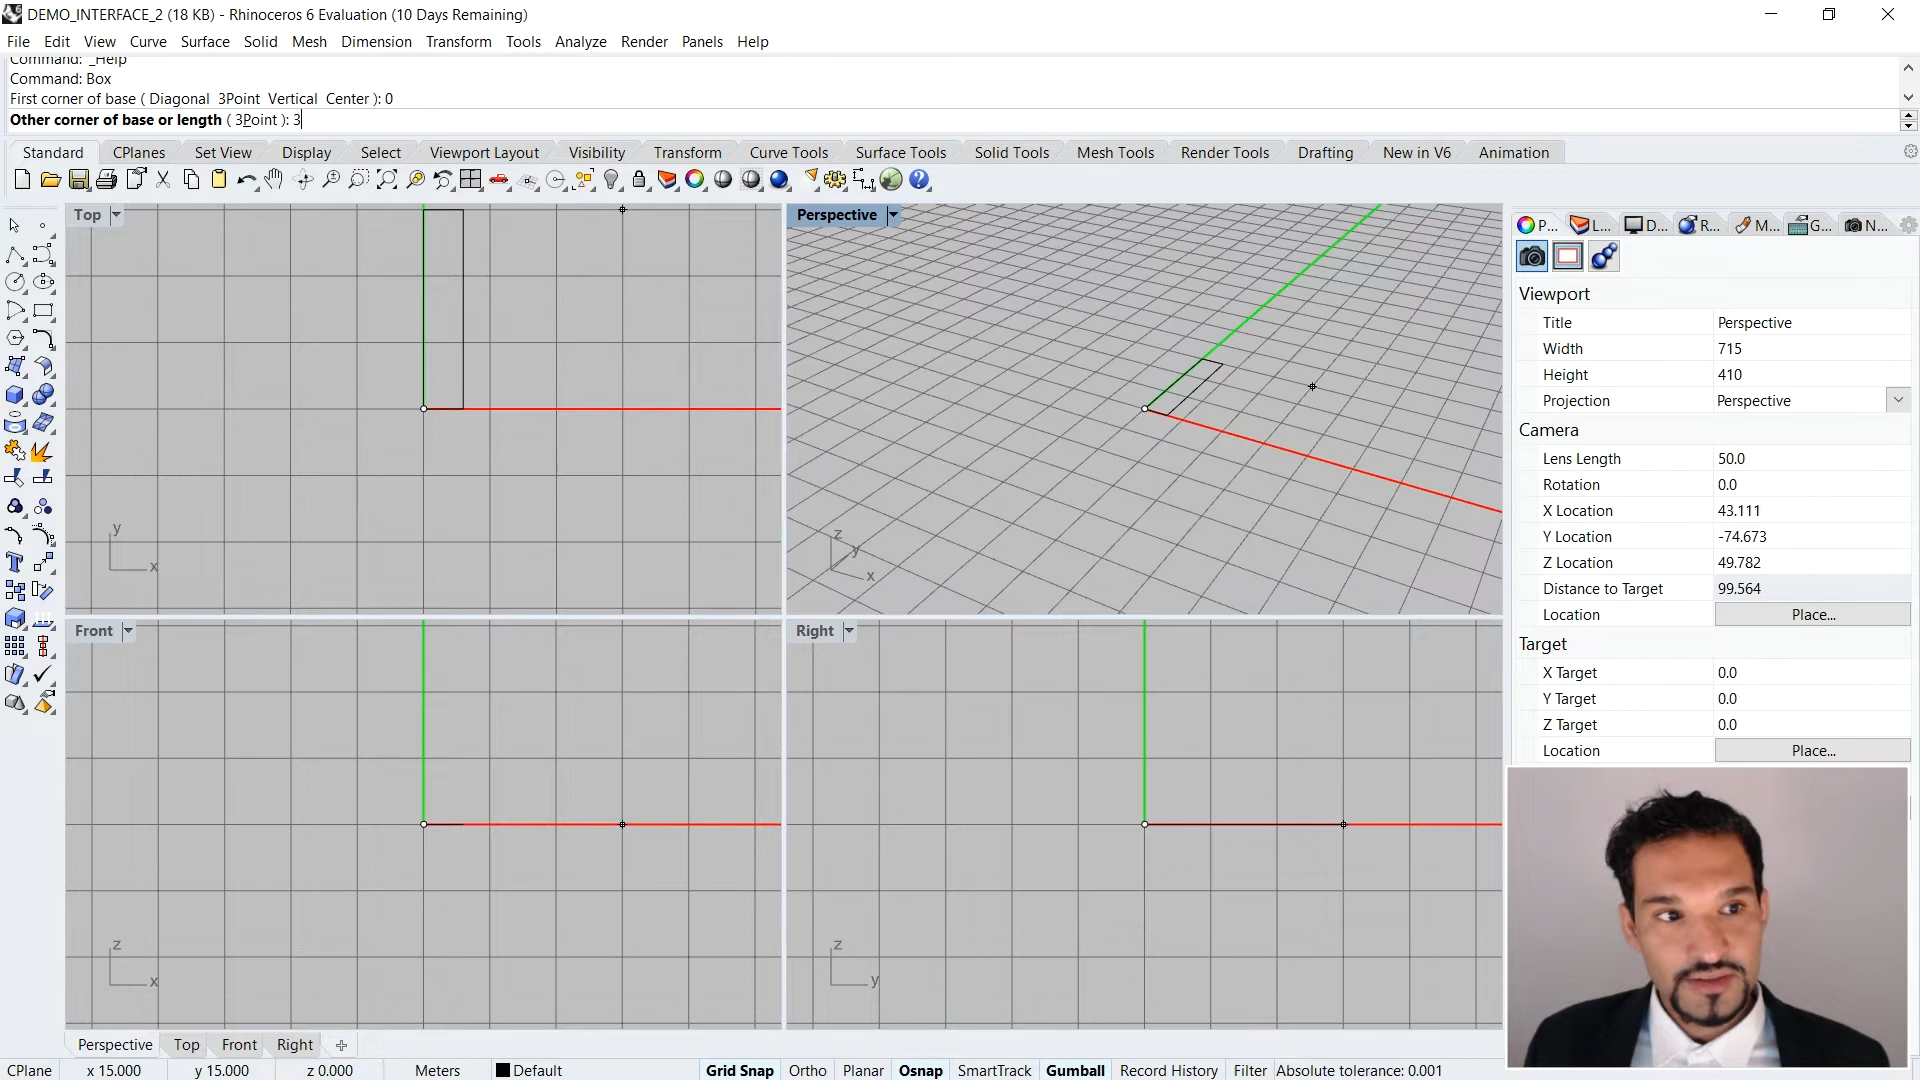 DEMO_INTERFACE_2 (18 KB) - Rhinoceros 6 Evaluation (10 Days Remaining)
File Edit View Curve Surface Solid Mesh Dimension Transform Tools Analyze Render Panels Help
Command: _Help
Command: Box
First corner of base ( Diagonal 3Point Vertical Center ): 0
Other corner of base or length ( 3Point ): 3
Standard CPlanes Set View Display Select Viewport Layout Visibility Transform Curve Tools Surface Tools Solid Tools Mesh Tools Render Tools Drafting New in V6 Animation
Top
y
x
Perspective
z
y
x
Front
z
x
Right
z
y
P... L... D... R... M... G... N...
Viewport
Title Perspective
Width 715
Height 410
Projection Perspective
Camera
Lens Length 50.0
Rotation 0.0
X Location 43.111
Y Location -74.673
Z Location 49.782
Distance to Target 99.564
Location Place...
Target
X Target 0.0
Y Target 0.0
Z Target 0.0
Location Place...
Perspective Top Front Right
CPlane x 15.000 y 15.000 z 0.000 Meters Default Grid Snap Ortho Planar Osnap SmartTrack Gumball Record History Filter Absolute tolerance: 0.001